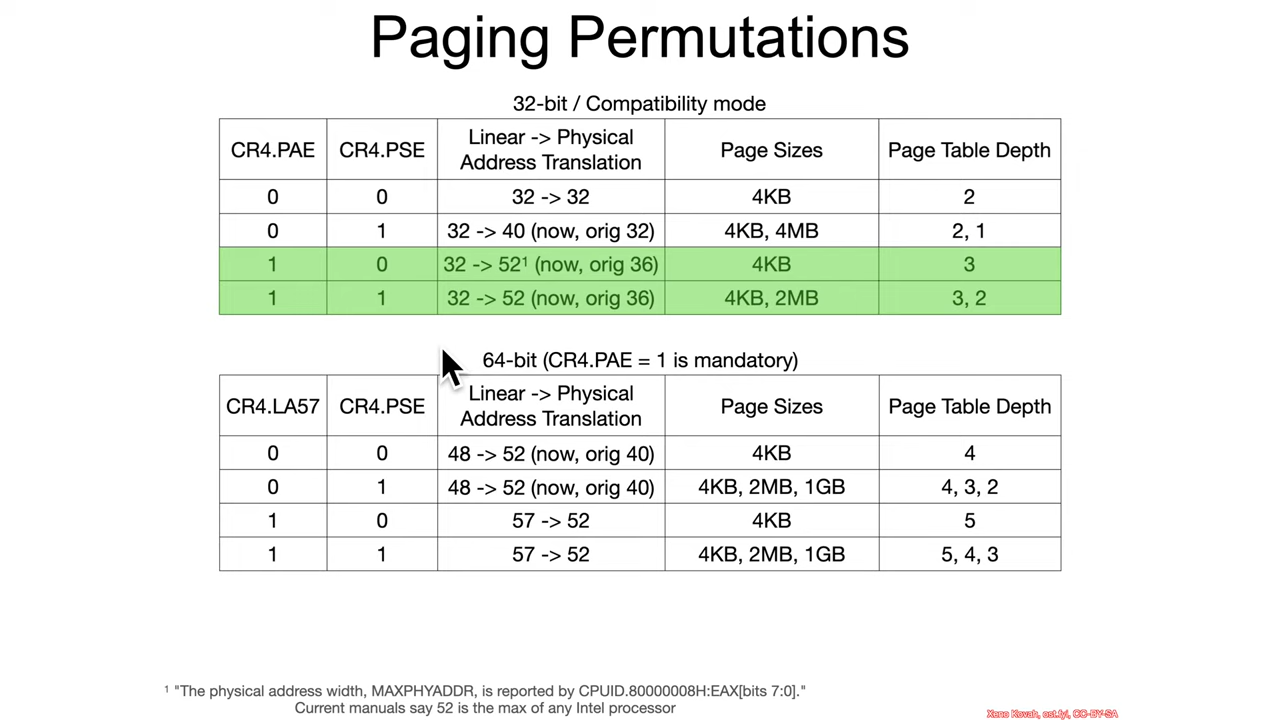 Paging Permutations
32-bit / Compatibility mode
CR4.PAE CR4.PSE Linear -> Physical Address Translation Page Sizes Page Table Depth
0 0 32 -> 32 4KB 2
0 1 32 -> 40 (now, orig 32) 4KB, 4MB 2, 1
1 0 32 -> 52¹ (now, orig 36) 4KB 3
1 1 32 -> 52 (now, orig 36) 4KB, 2MB 3, 2
64-bit (CR4.PAE = 1 is mandatory)
CR4.LA57 CR4.PSE Linear -> Physical Address Translation Page Sizes Page Table Depth
0 0 48 -> 52 (now, orig 40) 4KB 4
0 1 48 -> 52 (now, orig 40) 4KB, 2MB, 1GB 4, 3, 2
1 0 57 -> 52 4KB 5
1 1 57 -> 52 4KB, 2MB, 1GB 5, 4, 3
¹ "The physical address width, MAXPHYADDR, is reported by CPUID.80000008H:EAX[bits 7:0]."
Current manuals say 52 is the max of any Intel processor
Xeno Kovah, ost.fyi, CC-BY-SA